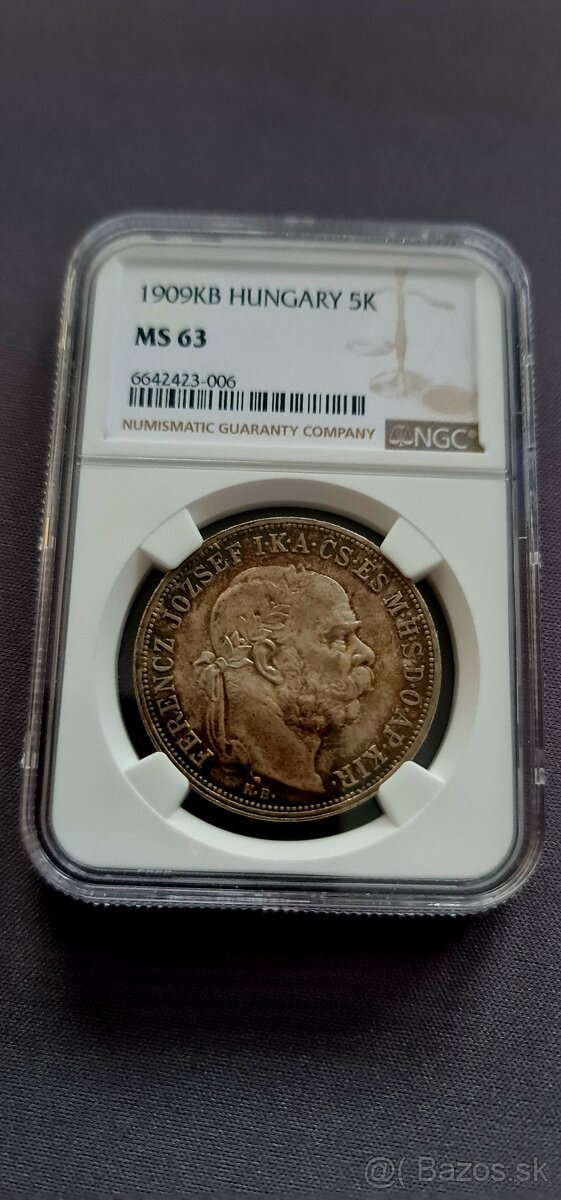 1909KB HUNGARY 5K
MS 63
6642423-006
NUMISMATIC GUARANTY COMPANY
NGC®
FERENCZ JÓZSEF I·K·A·CS·ÉS M·H·S·D·O·AP·KIR·
K.B.
@( Bazos.sk